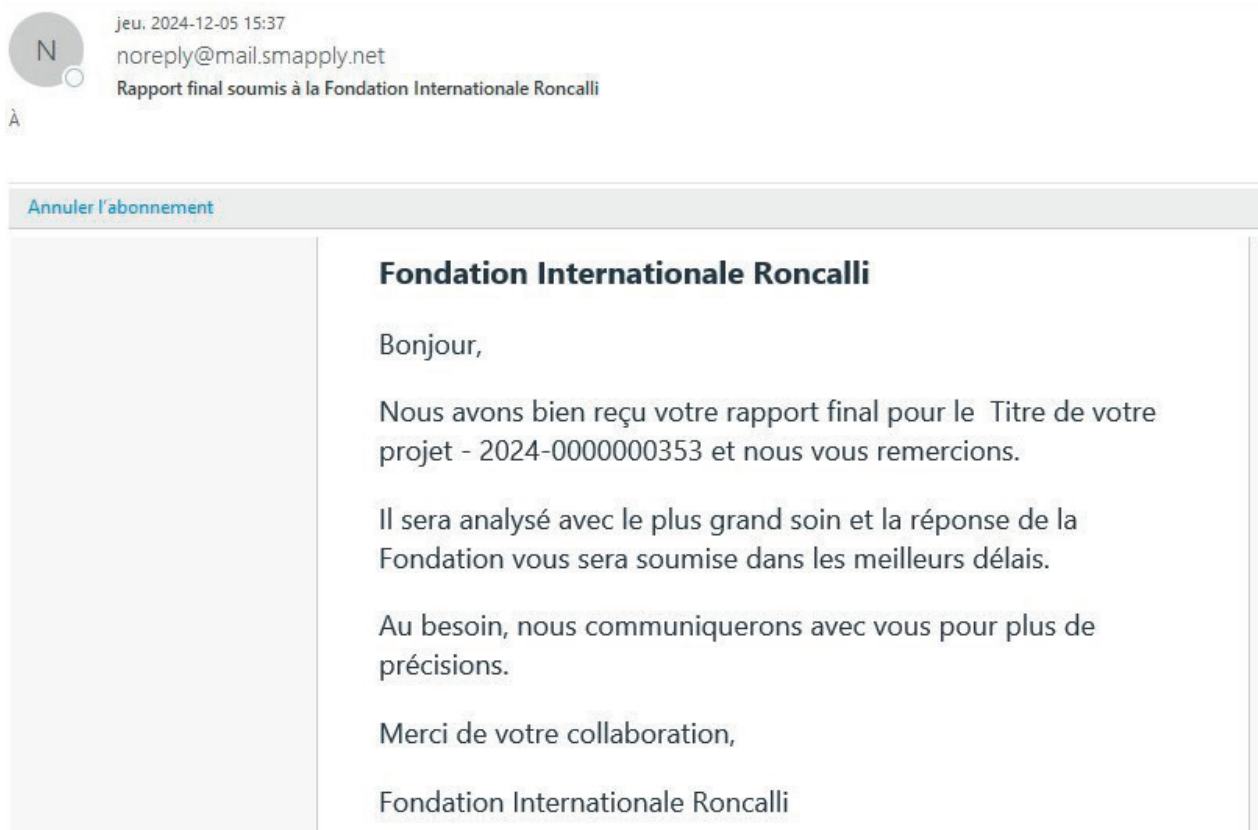 jeu. 2024-12-05 15:37
N
noreply@mail.smapply.net
Rapport final soumis à la Fondation Internationale Roncalli
À
Annuler l'abonnement
Fondation Internationale Roncalli
Bonjour,
Nous avons bien reçu votre rapport final pour le  Titre de votre
projet - 2024-0000000353 et nous vous remercions.
Il sera analysé avec le plus grand soin et la réponse de la
Fondation vous sera soumise dans les meilleurs délais.
Au besoin, nous communiquerons avec vous pour plus de
précisions.
Merci de votre collaboration,
Fondation Internationale Roncalli